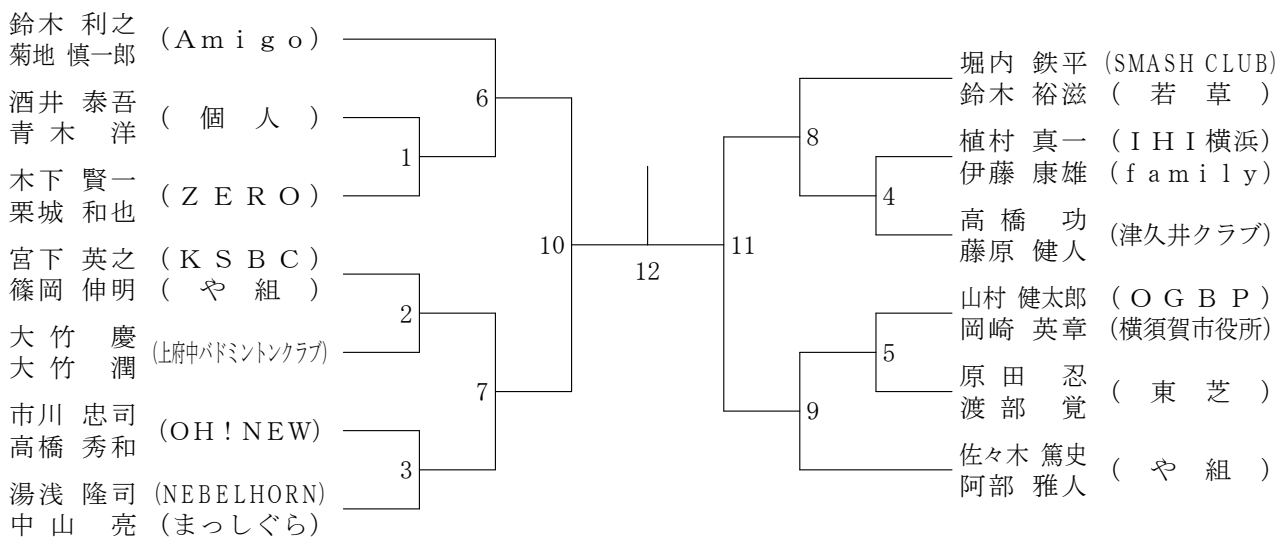 鈴木 利之 (Amigo)
菊地 慎一郎
酒井 泰吾 (個人)
青木 洋
木下 賢一 (ZERO)
栗城 和也
宮下 英之 (KSBC)
篠岡 伸明 (や組)
大竹 慶 (上府中バドミントンクラブ)
大竹 潤
市川 忠司 (OH!NEW)
高橋 秀和
湯浅 隆司 (NEBELHORN)
中山 亮 (まっしぐら)
6
1
10
2
7
3
12
11
8
4
5
9
堀内 鉄平 (SMASH CLUB)
鈴木 裕滋 (若草)
植村 真一 (IHI横浜)
伊藤 康雄 (family)
高橋 功 (津久井クラブ)
藤原 健人
山村 健太郎 (OGBP)
岡崎 英章 (横須賀市役所)
原田 忍 (東芝)
渡部 覚
佐々木 篤史 (や組)
阿部 雅人